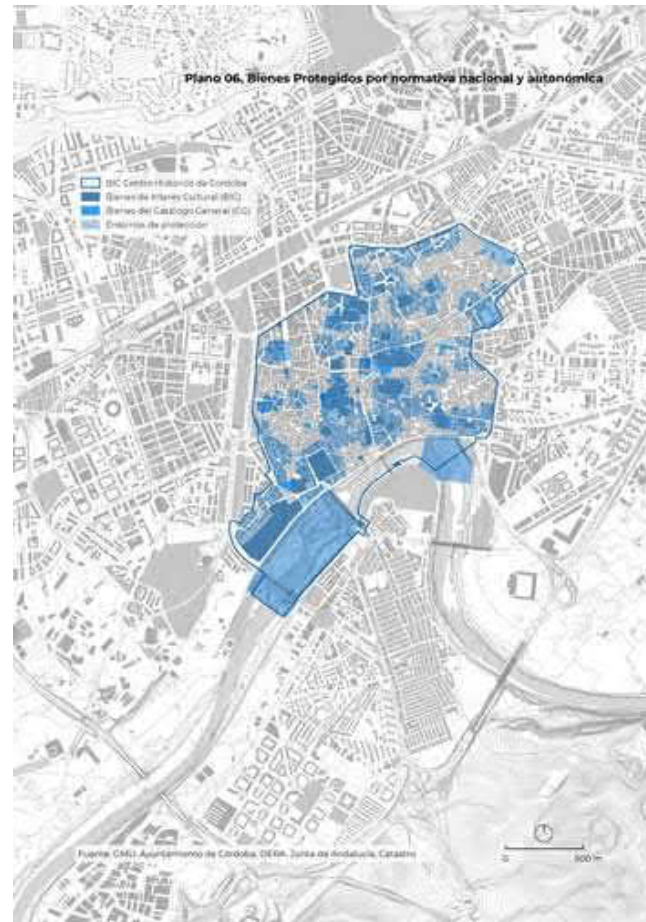 Plano 06. Bienes Protegidos por normativa nacional y autonómica
BIC Centro Histórico de Córdoba
Bienes de Interés Cultural (BIC)
Bienes del Catálogo General (CG)
Entornos de protección
Fuente: GMU. Ayuntamiento de Córdoba, DERA. Junta de Andalucía, Catastro
0 500 m